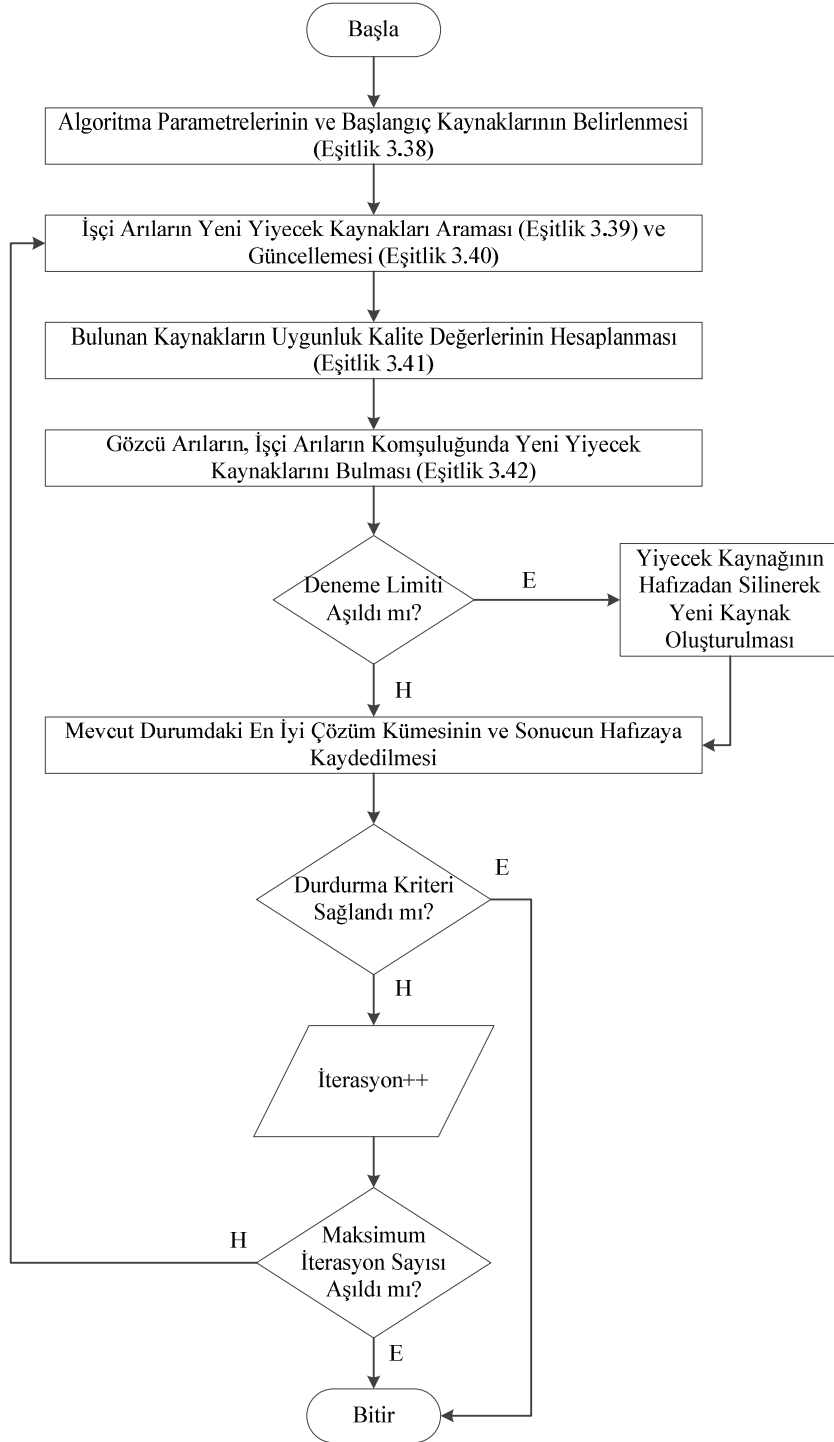 Başla
Algoritma Parametrelerinin ve Başlangıç Kaynaklarının Belirlenmesi
(Eşitlik 3.38)
İşçi Arıların Yeni Yiyecek Kaynakları Araması (Eşitlik 3.39) ve
Güncellemesi (Eşitlik 3.40)
Bulunan Kaynakların Uygunluk Kalite Değerlerinin Hesaplanması
(Eşitlik 3.41)
Gözcü Arıların, İşçi Arıların Komşuluğunda Yeni Yiyecek
Kaynaklarını Bulması (Eşitlik 3.42)
Deneme Limiti
Aşıldı mı?
E
Yiyecek Kaynağının
Hafızadan Silinerek
Yeni Kaynak
Oluşturulması
H
Mevcut Durumdaki En İyi Çözüm Kümesinin ve Sonucun Hafızaya
Kaydedilmesi
Durdurma Kriteri
Sağlandı mı?
E
H
İterasyon++
Maksimum
İterasyon Sayısı
Aşıldı mı?
H
E
Bitir